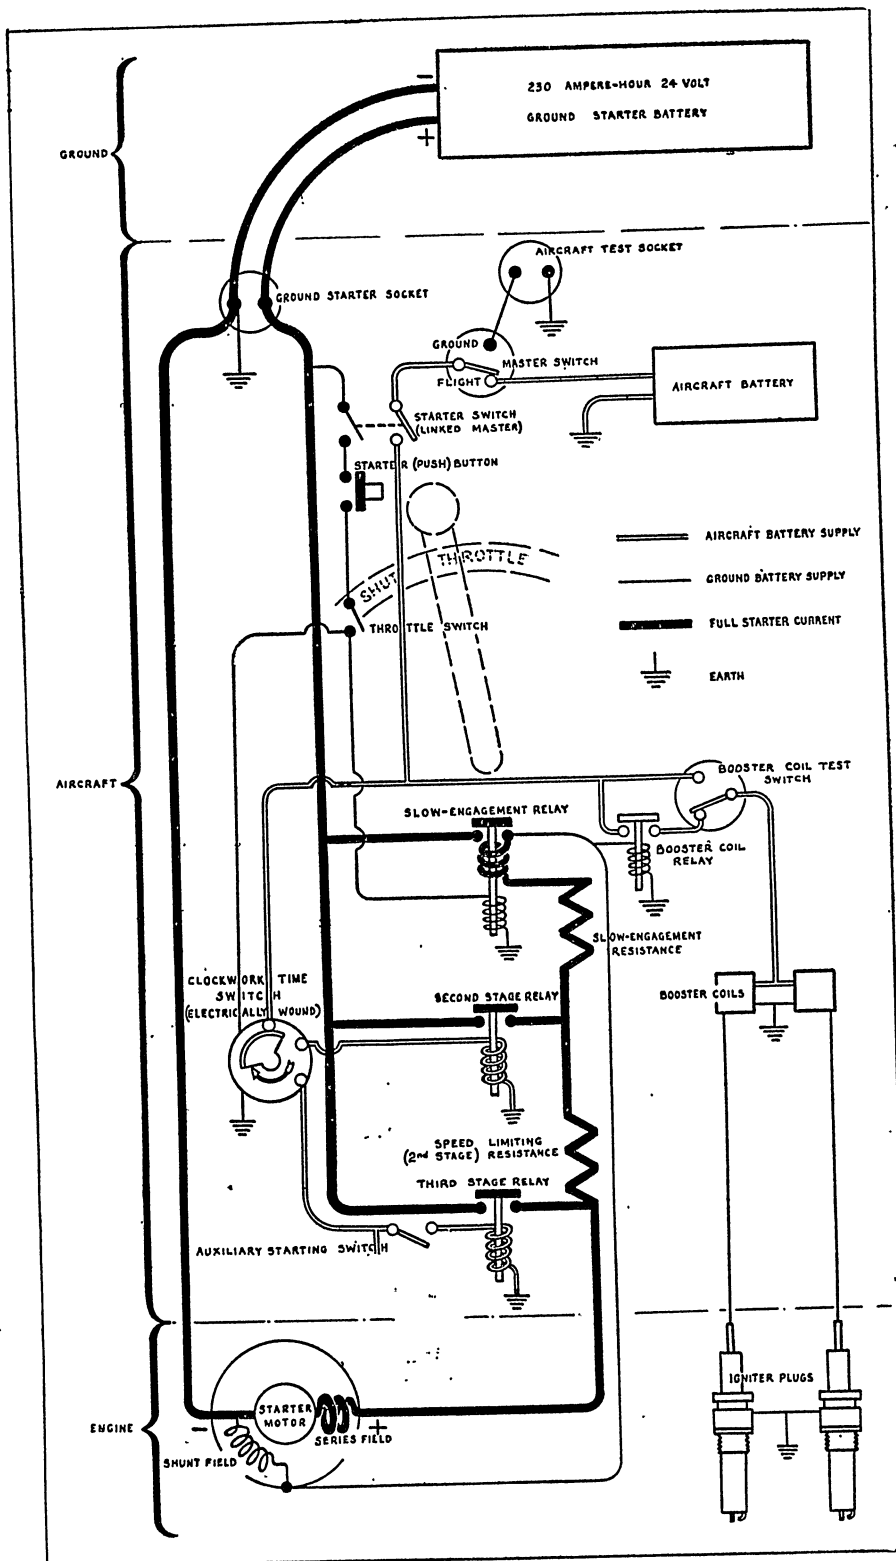 230 AMPERE-HOUR 24 VOLT
GROUND STARTER BATTERY
−
+
GROUND
AIRCRAFT TEST SOCKET
GROUND STARTER SOCKET
GROUND
MASTER SWITCH
FLIGHT
AIRCRAFT BATTERY
STARTER SWITCH
(LINKED MASTER)
STARTER (PUSH) BUTTON
SHUT THROTTLE
THROTTLE SWITCH
AIRCRAFT BATTERY SUPPLY
GROUND BATTERY SUPPLY
FULL STARTER CURRENT
EARTH
AIRCRAFT
BOOSTER COIL TEST
SWITCH
SLOW-ENGAGEMENT RELAY
BOOSTER COIL
RELAY
SLOW-ENGAGEMENT
RESISTANCE
CLOCKWORK TIME
SWITCH
(ELECTRICALLY WOUND)
SECOND STAGE RELAY
BOOSTER COILS
SPEED LIMITING
(2nd STAGE) RESISTANCE
THIRD STAGE RELAY
AUXILIARY STARTING SWITCH
IGNITER PLUGS
ENGINE
STARTER
MOTOR
−
+
SERIES FIELD
SHUNT FIELD